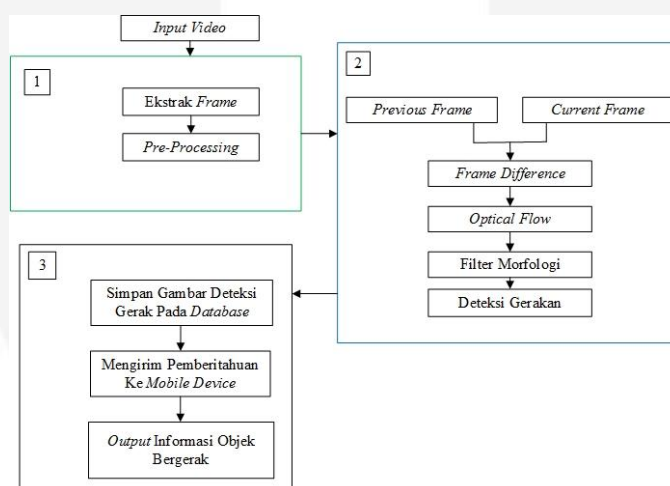 Input Video
1
Ekstrak Frame
Pre-Processing
2
Previous Frame
Current Frame
Frame Difference
Optical Flow
Filter Morfologi
Deteksi Gerakan
3
Simpan Gambar Deteksi
Gerak Pada Database
Mengirim Pemberitahuan
Ke Mobile Device
Output Informasi Objek
Bergerak